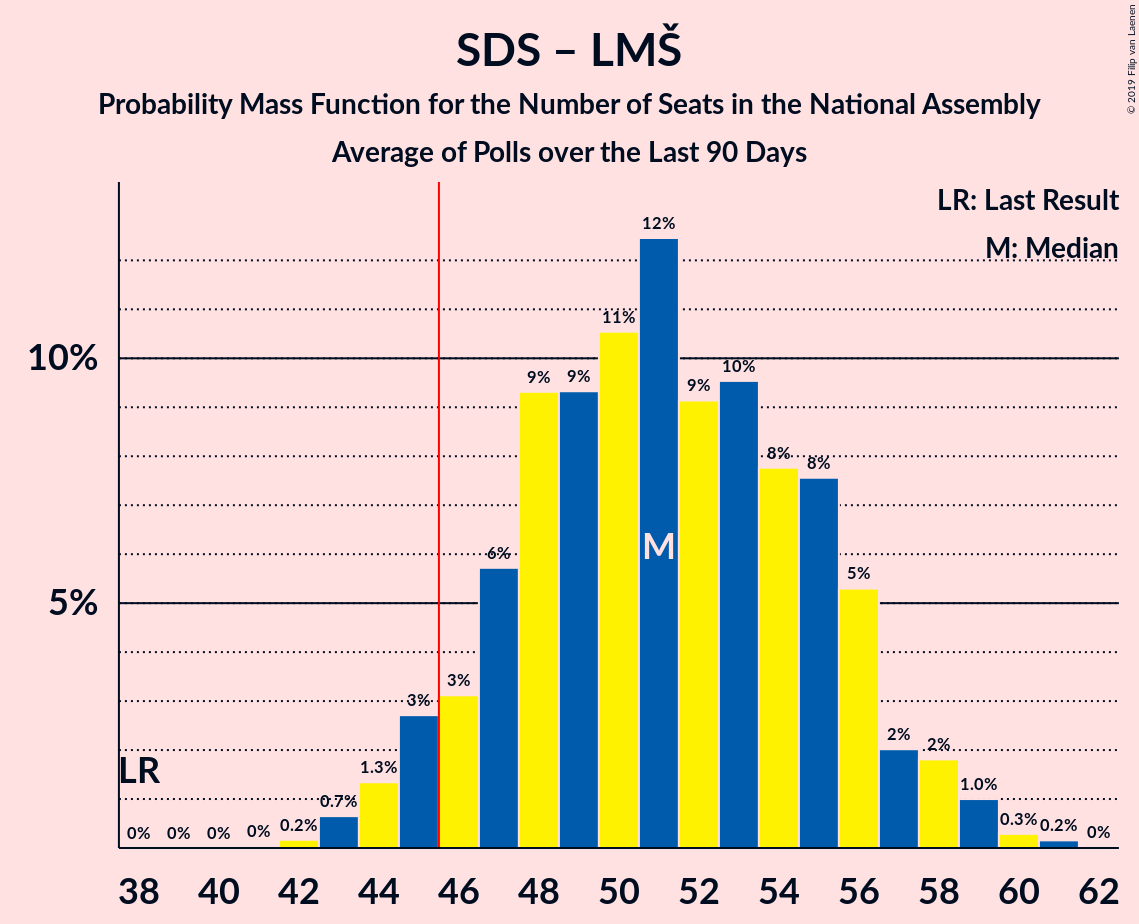 SDS – LMŠ
Probability Mass Function for the Number of Seats in the National Assembly
Average of Polls over the Last 90 Days
© 2019 Filip van Laenen
LR: Last Result
M: Median
10%
5%
LR
M
0% 0% 0% 0% 0.2% 0.7% 1.3% 3% 3% 6% 9% 9% 11% 12% 9% 10% 8% 8% 5% 2% 2% 1.0% 0.3% 0.2% 0%
38 40 42 44 46 48 50 52 54 56 58 60 62